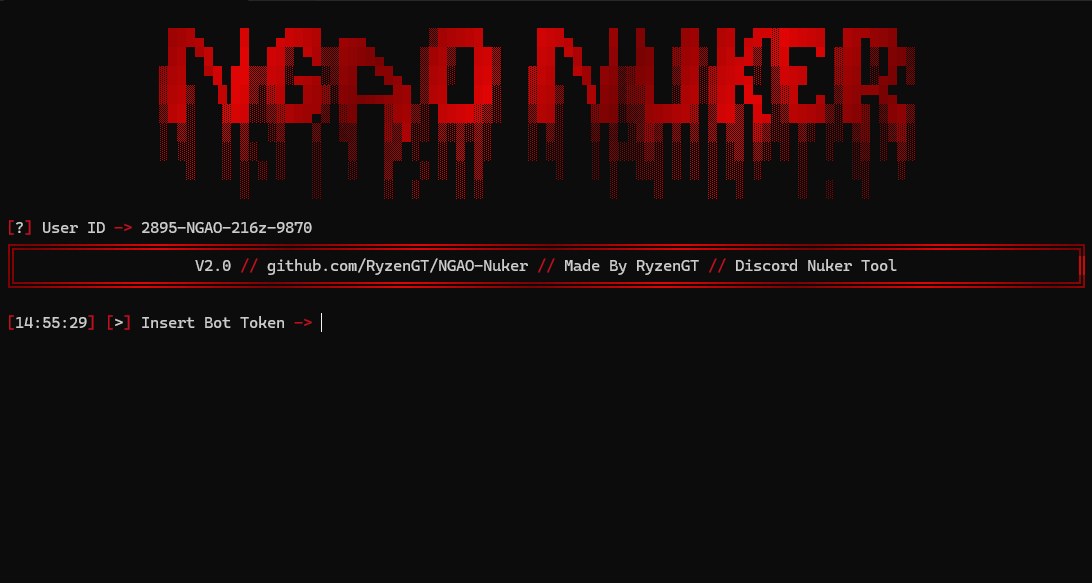 NGAO NUKER
[?] User ID -> 2895-NGAO-216z-9870
V2.0 // github.com/RyzenGT/NGAO-Nuker // Made By RyzenGT // Discord Nuker Tool
[14:55:29] [>] Insert Bot Token ->